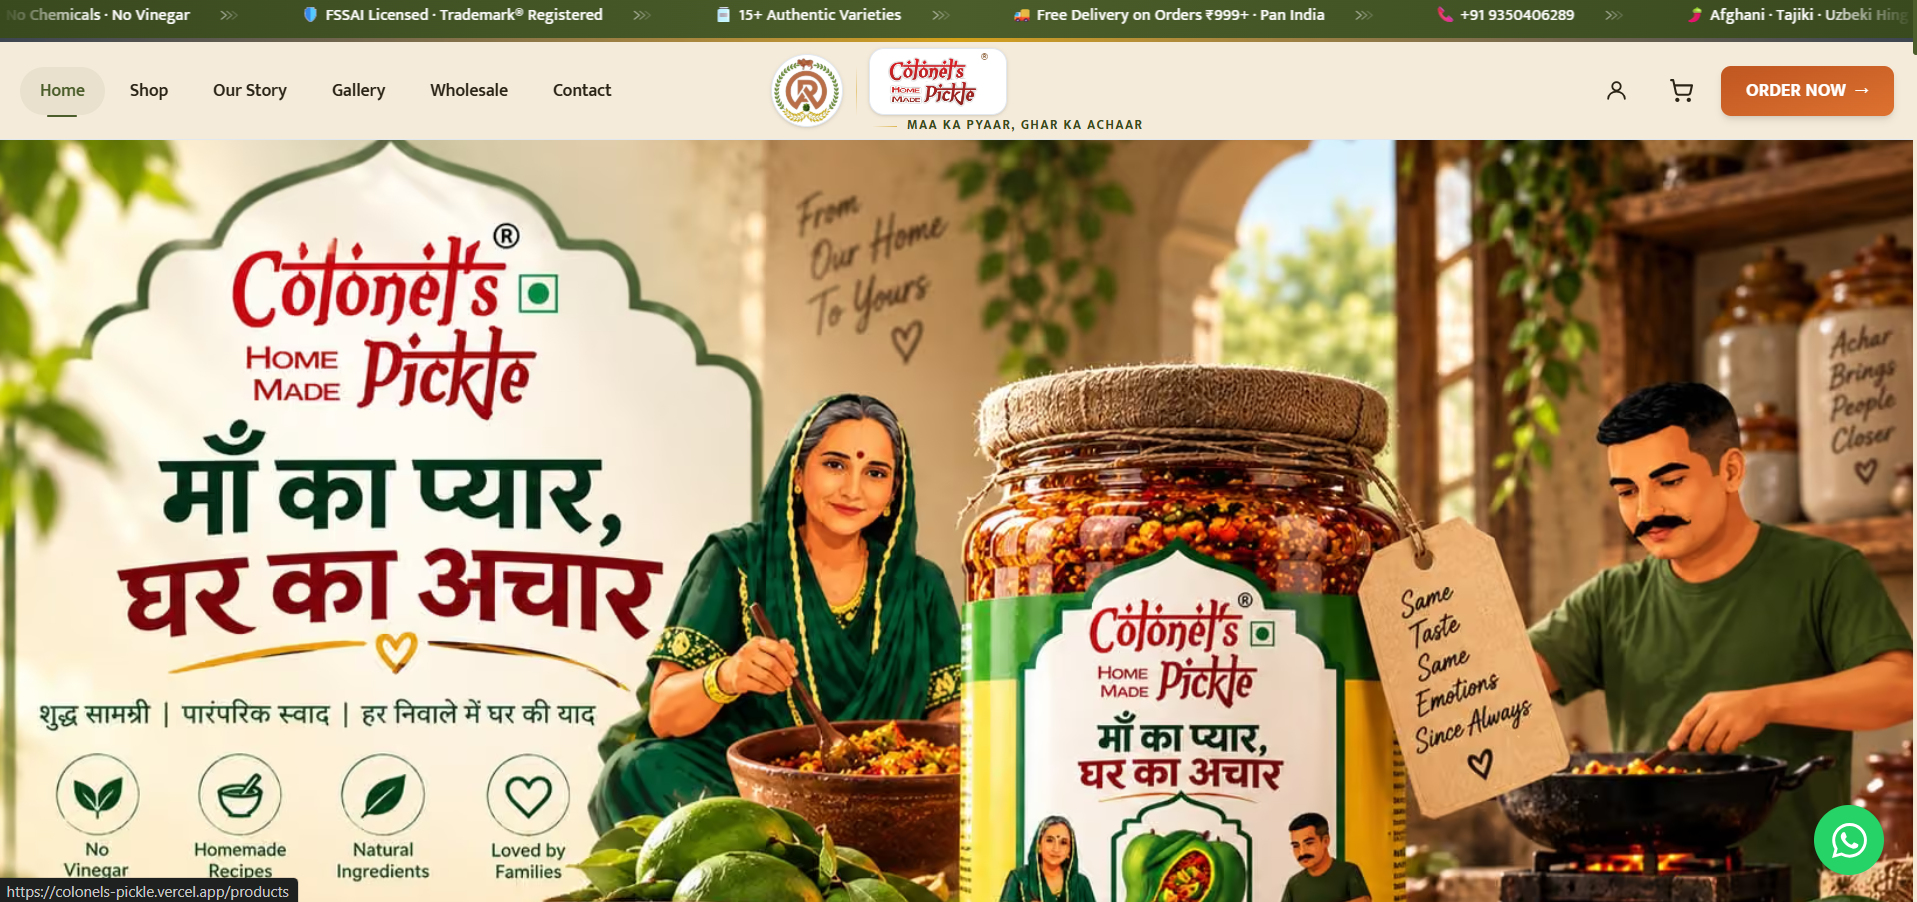 No Chemicals · No Vinegar
FSSAI Licensed · Trademark® Registered
15+ Authentic Varieties
Free Delivery on Orders ₹999+ · Pan India
+91 9350406289
Afghani · Tajiki · Uzbeki Hing
Home
Shop
Our Story
Gallery
Wholesale
Contact
Colonel's ®
HOME MADE Pickle
MAA KA PYAAR, GHAR KA ACHAAR
ORDER NOW →
Colonel's ®
HOME MADE Pickle
माँ का प्यार,
घर का अचार
शुद्ध सामग्री | पारंपरिक स्वाद | हर निवाले में घर की याद
No
Vinegar
Homemade
Recipes
Natural
Ingredients
Loved by
Families
From
Our Home
To Yours
Colonel's ®
HOME MADE Pickle
माँ का प्यार,
घर का अचार
Same
Taste
Same
Emotions
Since Always
Achar
Brings
People
Closer
https://colonels-pickle.vercel.app/products